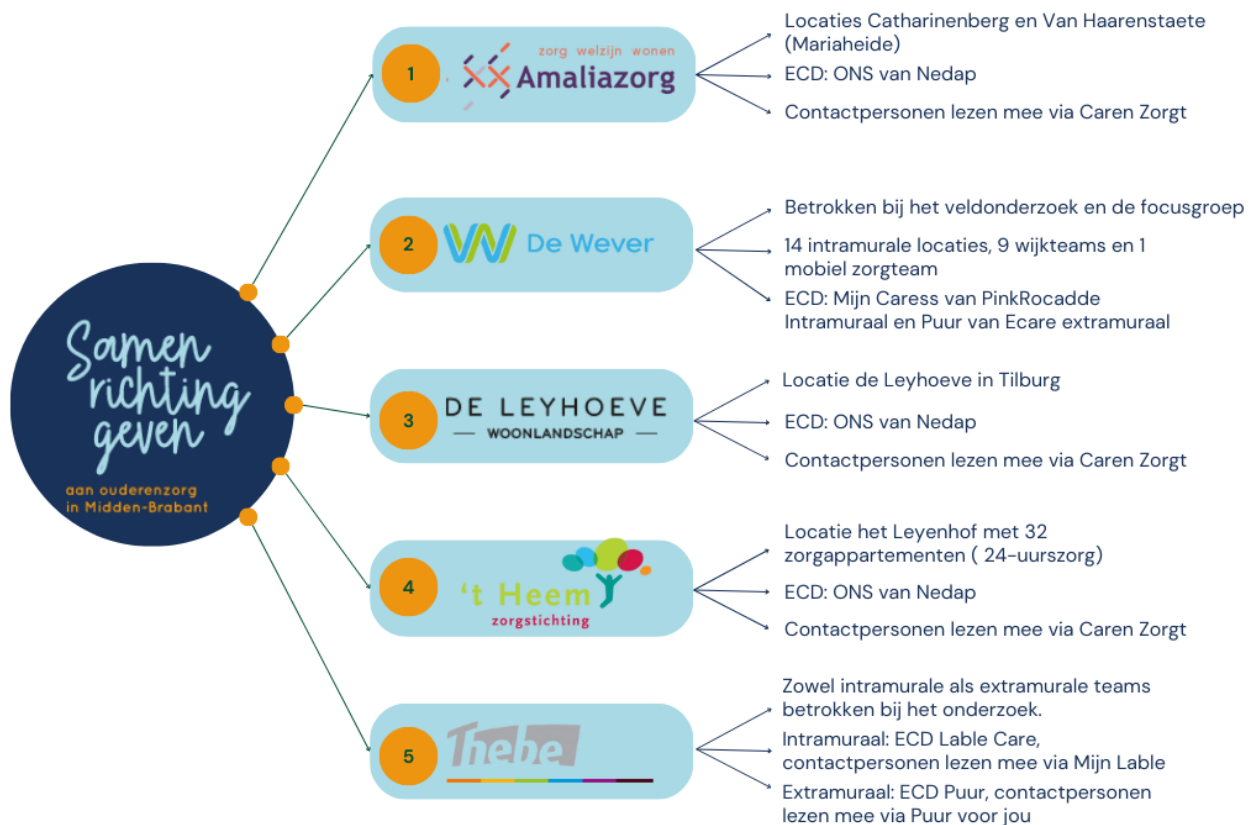 Samen
richting
geven
aan ouderenzorg
in Midden-Brabant
1
zorg welzijn wonen
Amaliazorg
Locaties Catharinenberg en Van Haarenstaete
(Mariaheide)
ECD: ONS van Nedap
Contactpersonen lezen mee via Caren Zorgt
2
De Wever
Betrokken bij het veldonderzoek en de focusgroep
14 intramurale locaties, 9 wijkteams en 1
mobiel zorgteam
ECD: Mijn Caress van PinkRocadde
Intramuraal en Puur van Ecare extramuraal
3
DE LEYHOEVE
WOONLANDSCHAP
Locatie de Leyhoeve in Tilburg
ECD: ONS van Nedap
Contactpersonen lezen mee via Caren Zorgt
4
't Heem
zorgstichting
Locatie het Leyenhof met 32
zorgappartementen ( 24-uurszorg)
ECD: ONS van Nedap
Contactpersonen lezen mee via Caren Zorgt
5
Thebe
Zowel intramurale als extramurale teams
betrokken bij het onderzoek.
Intramuraal: ECD Lable Care,
contactpersonen lezen mee via Mijn Lable
Extramuraal: ECD Puur, contactpersonen
lezen mee via Puur voor jou